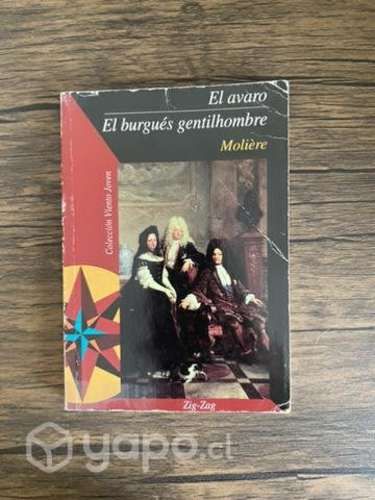 El avaro
El burgués gentilhombre
Molière
Colección Viento Joven
Zig-Zag
yapo.cl